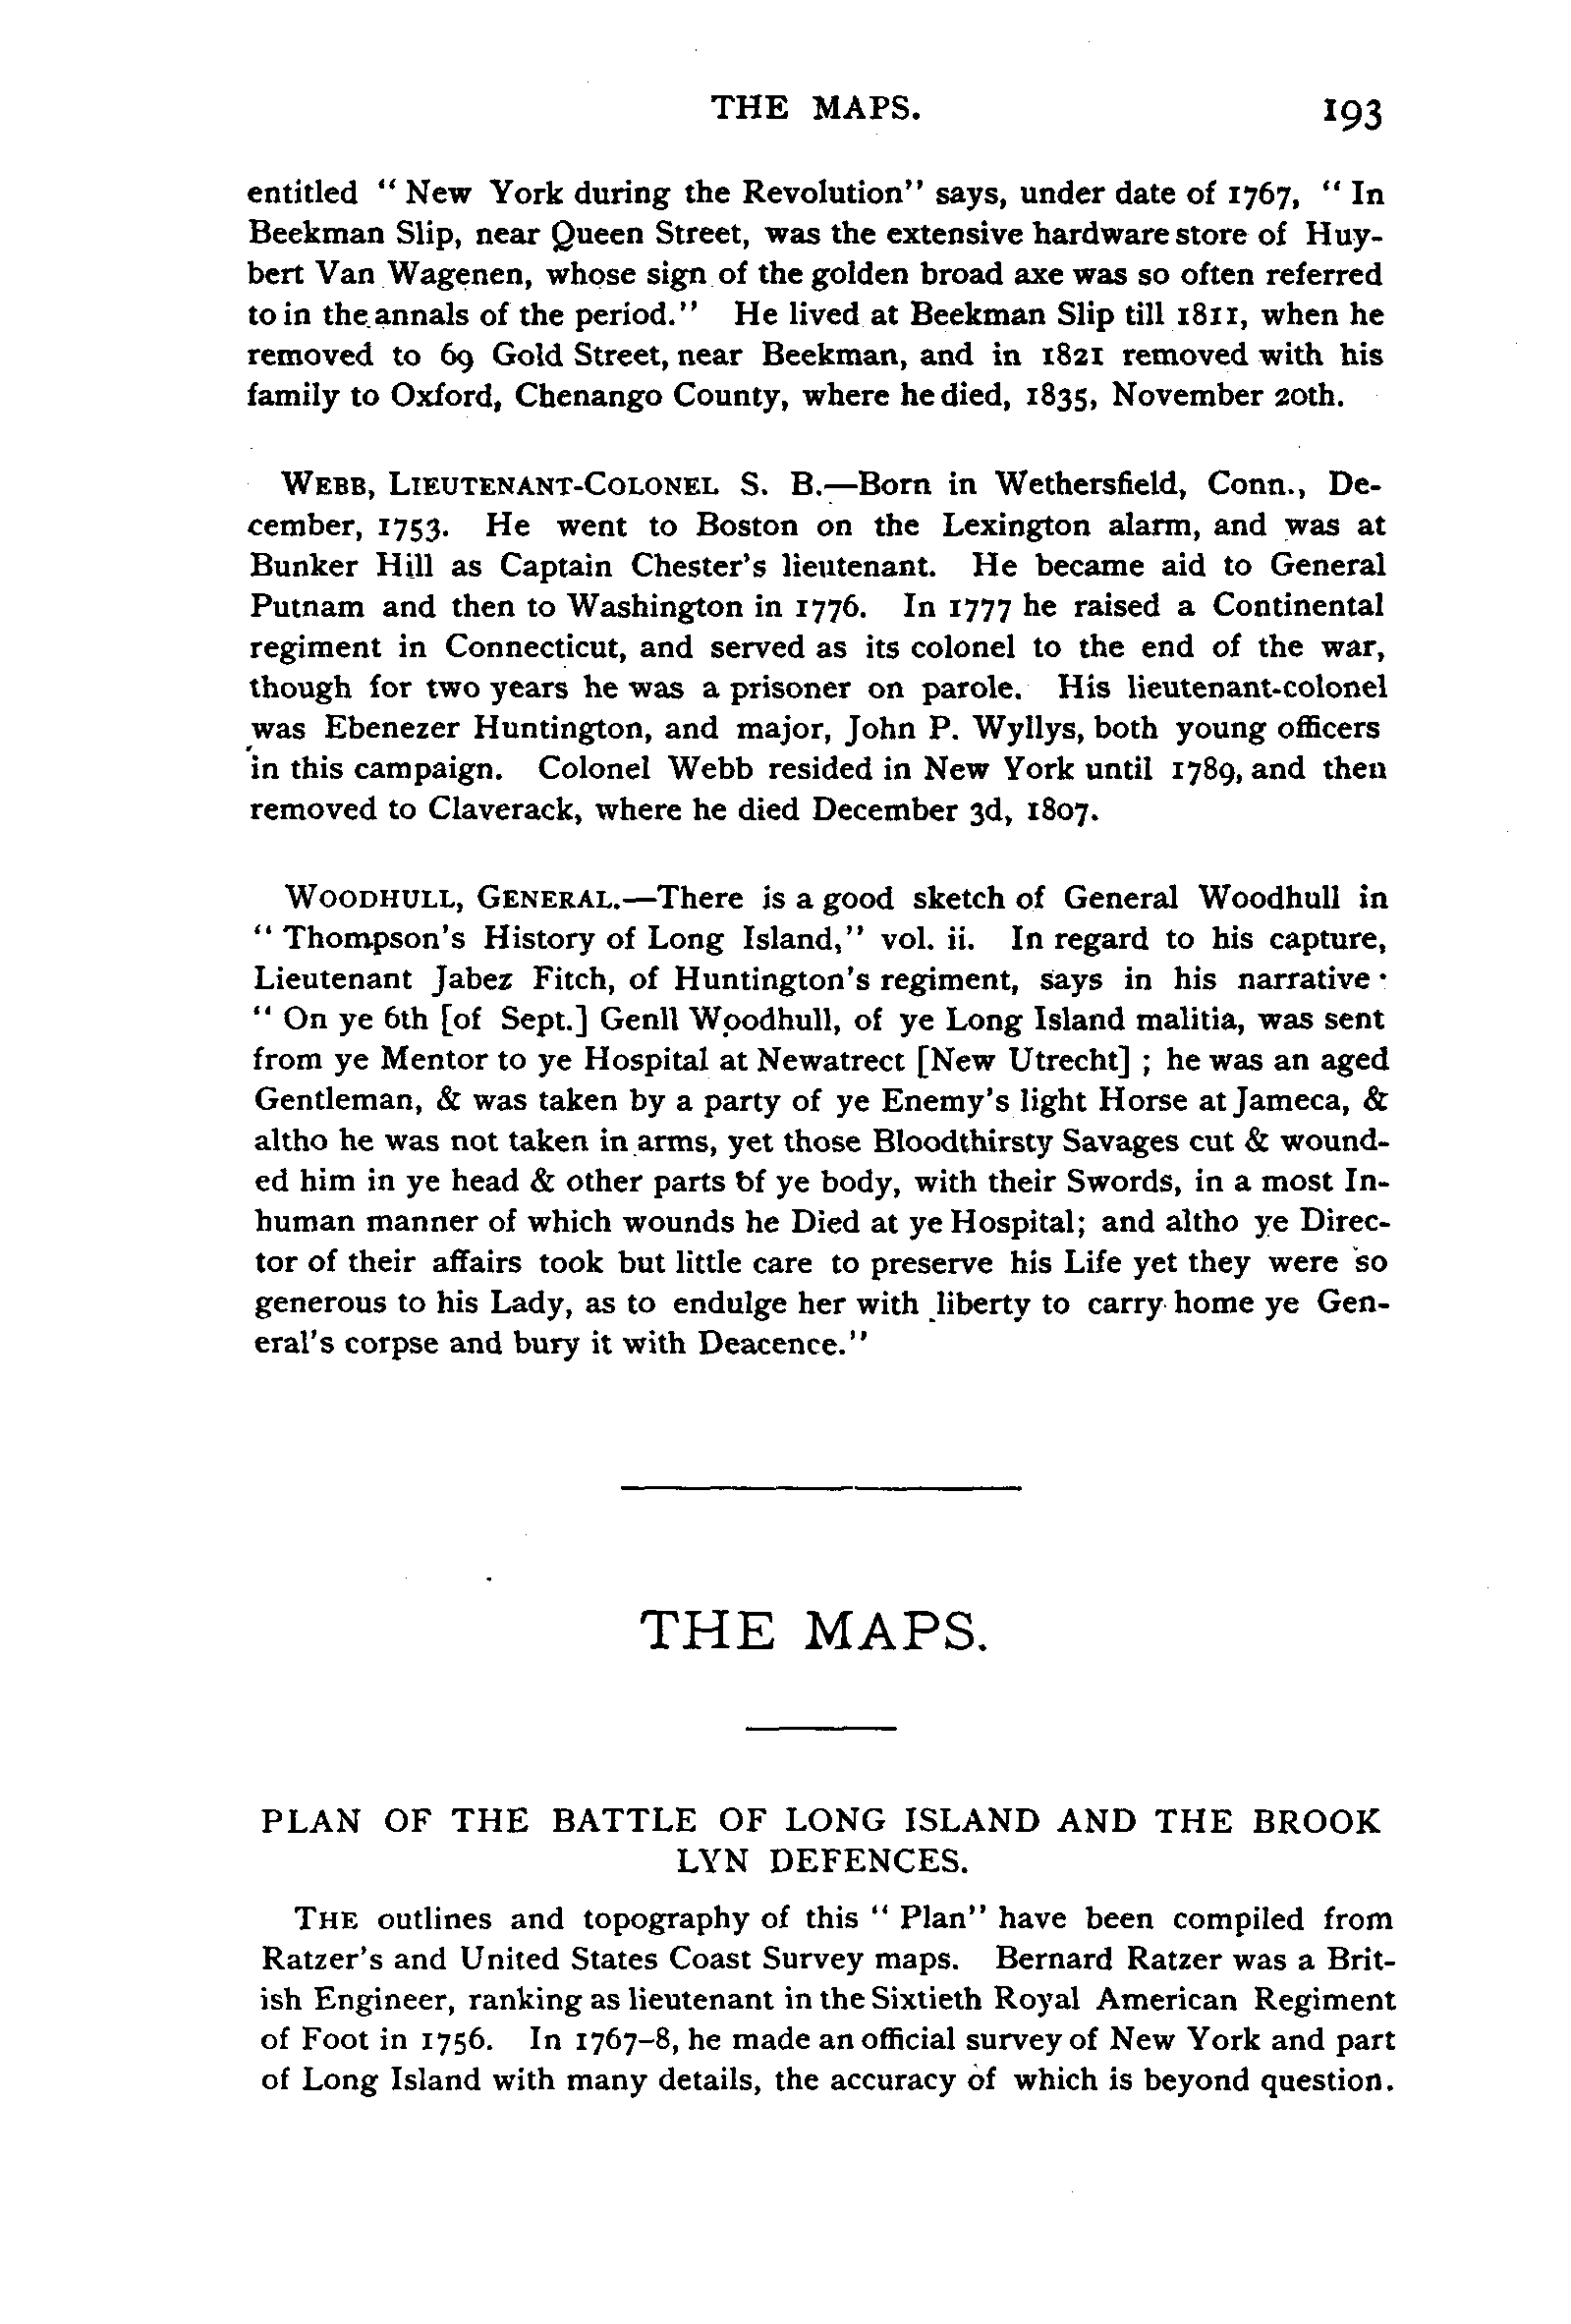 THE MAPS. 193
entitled “ New York during the Revolution” says, under date of 1767, “ In
Beekman Slip, near Queen Street, was the extensive hardware store of Huy-
bert Van Wagenen, whose sign of the golden broad axe was so often referred
to in the annals of the period.” He lived at Beekman Slip till 1811, when he
removed to 69 Gold Street, near Beekman, and in 1821 removed with his
family to Oxford, Chenango County, where he died, 1835, November 20th.
WEBB, LIEUTENANT-COLONEL S. B.—Born in Wethersfield, Conn., De-
cember, 1753. He went to Boston on the Lexington alarm, and was at
Bunker Hill as Captain Chester's lieutenant. He became aid to General
Putnam and then to Washington in 1776. In 1777 he raised a Continental
regiment in Connecticut, and served as its colonel to the end of the war,
though for two years he was a prisoner on parole. His lieutenant-colonel
was Ebenezer Huntington, and major, John P. Wyllys, both young officers
in this campaign. Colonel Webb resided in New York until 1789, and then
removed to Claverack, where he died December 3d, 1807.
WOODHULL, GENERAL.—There is a good sketch of General Woodhull in
“ Thompson's History of Long Island,” vol. ii. In regard to his capture,
Lieutenant Jabez Fitch, of Huntington's regiment, says in his narrative·
“ On ye 6th [of Sept.] Genll Woodhull, of ye Long Island malitia, was sent
from ye Mentor to ye Hospital at Newatrect [New Utrecht] ; he was an aged
Gentleman, & was taken by a party of ye Enemy's light Horse at Jameca, &
altho he was not taken in arms, yet those Bloodthirsty Savages cut & wound-
ed him in ye head & other parts of ye body, with their Swords, in a most In-
human manner of which wounds he Died at ye Hospital; and altho ye Direc-
tor of their affairs took but little care to preserve his Life yet they were so
generous to his Lady, as to endulge her with liberty to carry home ye Gen-
eral's corpse and bury it with Deacence.”
THE MAPS.
PLAN OF THE BATTLE OF LONG ISLAND AND THE BROOK
LYN DEFENCES.
THE outlines and topography of this “ Plan” have been compiled from
Ratzer's and United States Coast Survey maps. Bernard Ratzer was a Brit-
ish Engineer, ranking as lieutenant in the Sixtieth Royal American Regiment
of Foot in 1756. In 1767–8, he made an official survey of New York and part
of Long Island with many details, the accuracy of which is beyond question.